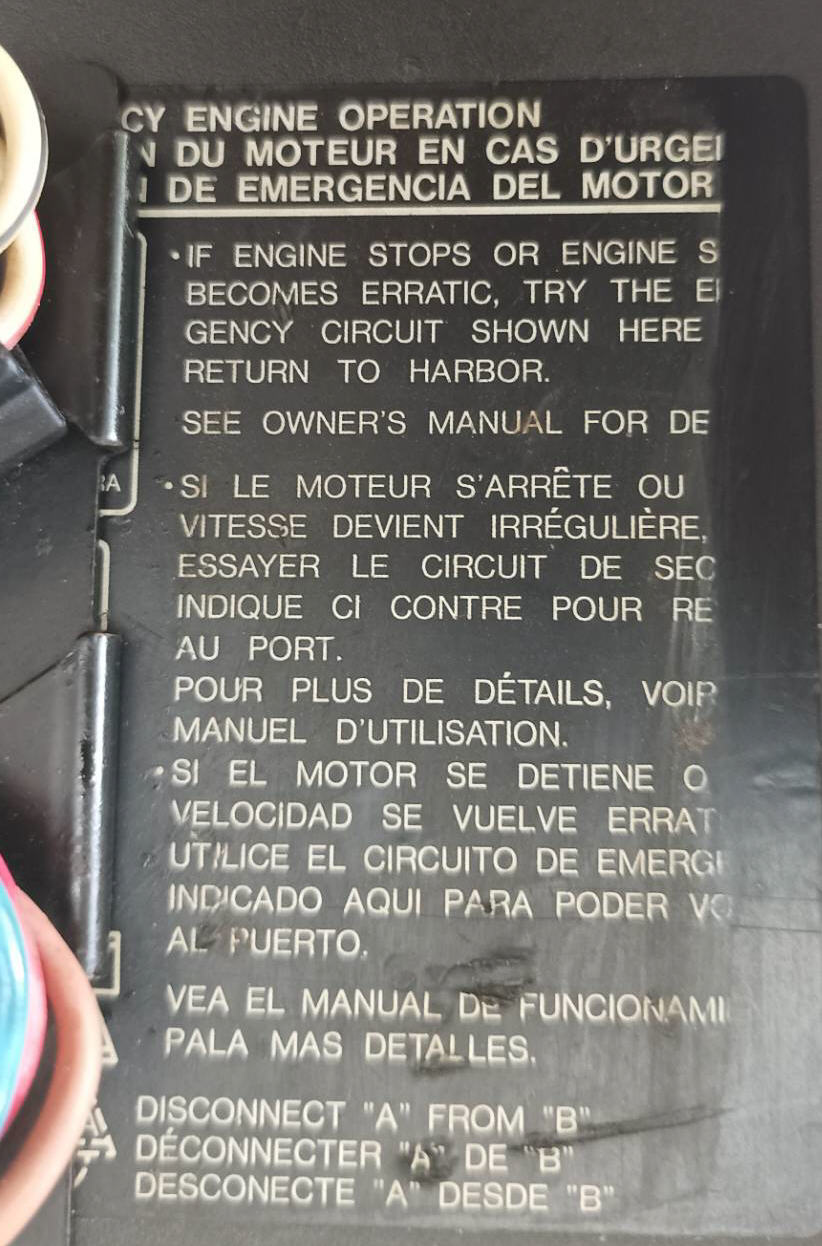 CY ENGINE OPERATION
N DU MOTEUR EN CAS D'URGE
N DE EMERGENCIA DEL MOTOR
•IF ENGINE STOPS OR ENGINE S
BECOMES ERRATIC, TRY THE E
GENCY CIRCUIT SHOWN HERE
RETURN TO HARBOR.
SEE OWNER'S MANUAL FOR DE
RA
•SI LE MOTEUR S'ARRÊTE OU
VITESSE DEVIENT IRRÉGULIÈRE,
ESSAYER LE CIRCUIT DE SEC
INDIQUE CI CONTRE POUR RE
AU PORT.
POUR PLUS DE DÉTAILS, VOIR
MANUEL D'UTILISATION.
•SI EL MOTOR SE DETIENE O
VELOCIDAD SE VUELVE ERRAT
UTILICE EL CIRCUITO DE EMERG
INDICADO AQUI PARA PODER VO
AL PUERTO.
VEA EL MANUAL DE FUNCIONAMI
PALA MAS DETALLES.
DISCONNECT "A" FROM "B"
DÉCONNECTER "A" DE "B"
DESCONECTE "A" DESDE "B"